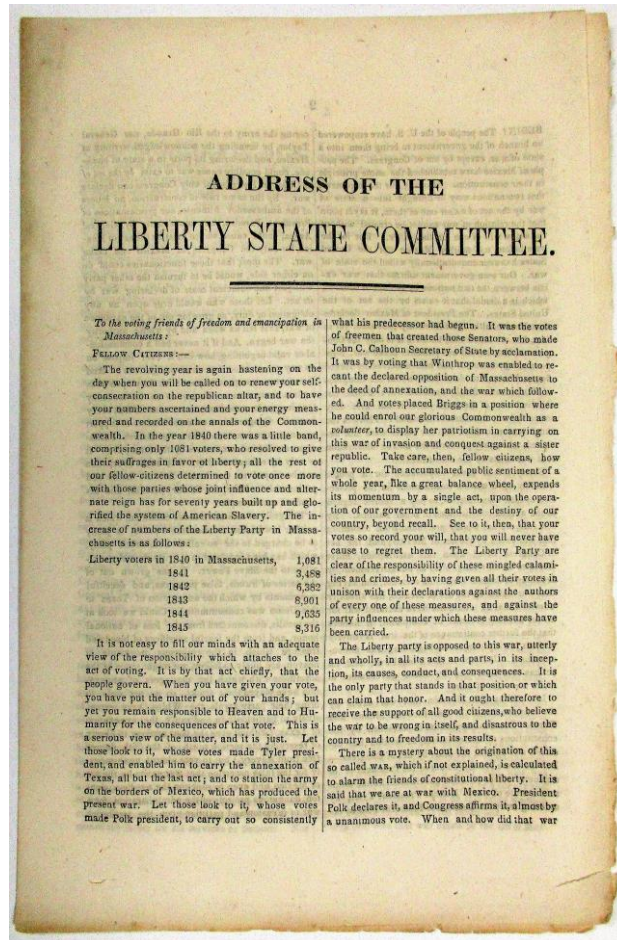 ADDRESS OF THE
LIBERTY STATE COMMITTEE.
To the voting friends of freedom and emancipation in
Massachusetts :
FELLOW CITIZENS :—
The revolving year is again hastening on the
day when you will be called on to renew your self-
consecration on the republican altar, and to have
your numbers ascertained and your energy meas-
ured and recorded on the annals of the Common-
wealth. In the year 1840 there was a little band,
comprising only 1081 voters, who resolved to give
their suffrages in favor of liberty ; all the rest of
our fellow-citizens determined to vote once more
with those parties whose joint influence and alter-
nate reign has for seventy years built up and glo-
rified the system of American Slavery. The in-
crease of numbers of the Liberty Party in Massa-
chusetts is as follows :
Liberty voters in 1840 in Massachusetts, 1,081
1841 3,488
1842 6,382
1843 8,901
1844 9,635
1845 8,316
It is not easy to fill our minds with an adequate
view of the responsibility which attaches to the
act of voting. It is by that act chiefly, that the
people govern. When you have given your vote,
you have put the matter out of your hands ; but
yet you remain responsible to Heaven and to Hu-
manity for the consequences of that vote. This is
a serious view of the matter, and it is just. Let
those look to it, whose votes made Tyler presi-
dent, and enabled him to carry the annexation of
Texas, all but the last act ; and to station the army
on the borders of Mexico, which has produced the
present war. Let those look to it, whose votes
made Polk president, to carry out so consistently
what his predecessor had begun. It was the votes
of freemen that created those Senators, who made
John C. Calhoun Secretary of State by acclamation.
It was by voting that Winthrop was enabled to re-
cant the declared opposition of Massachusetts to
the deed of annexation, and the war which follow-
ed. And votes placed Briggs in a position where
he could enrol our glorious Commonwealth as a
volunteer, to display her patriotism in carrying on
this war of invasion and conquest against a sister
republic. Take care, then, fellow citizens, how
you vote. The accumulated public sentiment of a
whole year, like a great balance wheel, expends
its momentum by a single act, upon the opera-
tion of our government and the destiny of our
country, beyond recall. See to it, then, that your
votes so record your will, that you will never have
cause to regret them. The Liberty Party are
clear of the responsibility of these mingled calami-
ties and crimes, by having given all their votes in
unison with their declarations against the authors
of every one of these measures, and against the
party influences under which these measures have
been carried.
The Liberty party is opposed to this war, utterly
and wholly, in all its acts and parts, in its incep-
tion, its causes, conduct, and consequences. It is
the only party that stands in that position, or which
can claim that honor. And it ought therefore to
receive the support of all good citizens, who believe
the war to be wrong in itself, and disastrous to the
country and to freedom in its results.
There is a mystery about the origination of this
so called WAR, which if not explained, is calculated
to alarm the friends of constitutional liberty. It is
said that we are at war with Mexico. President
Polk declares it, and Congress affirms it, almost by
a unanimous vote. When and how did that war